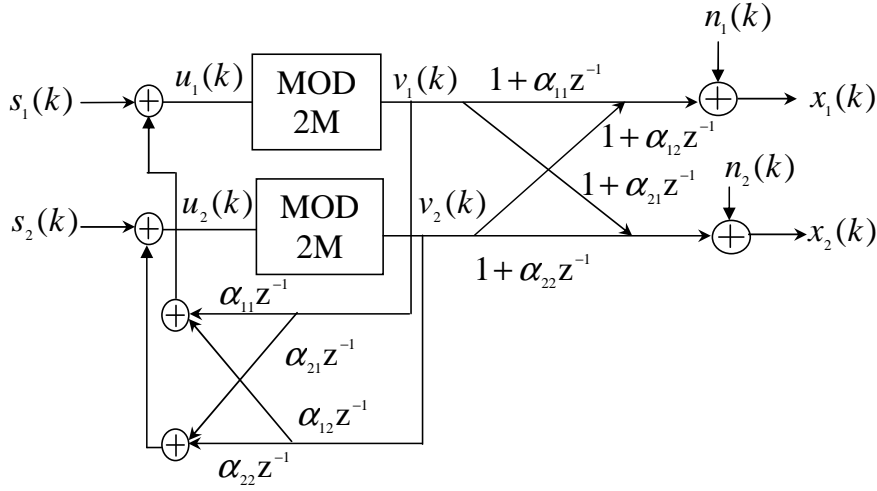 n₁(k)
u₁(k)
MOD
2M
v₁(k)
1+α₁₁z⁻¹
s₁(k)
x₁(k)
1+α₁₂z⁻¹
n₂(k)
1+α₂₁z⁻¹
u₂(k)
MOD
2M
v₂(k)
s₂(k)
x₂(k)
1+α₂₂z⁻¹
α₁₁z⁻¹
α₂₁z⁻¹
α₁₂z⁻¹
α₂₂z⁻¹